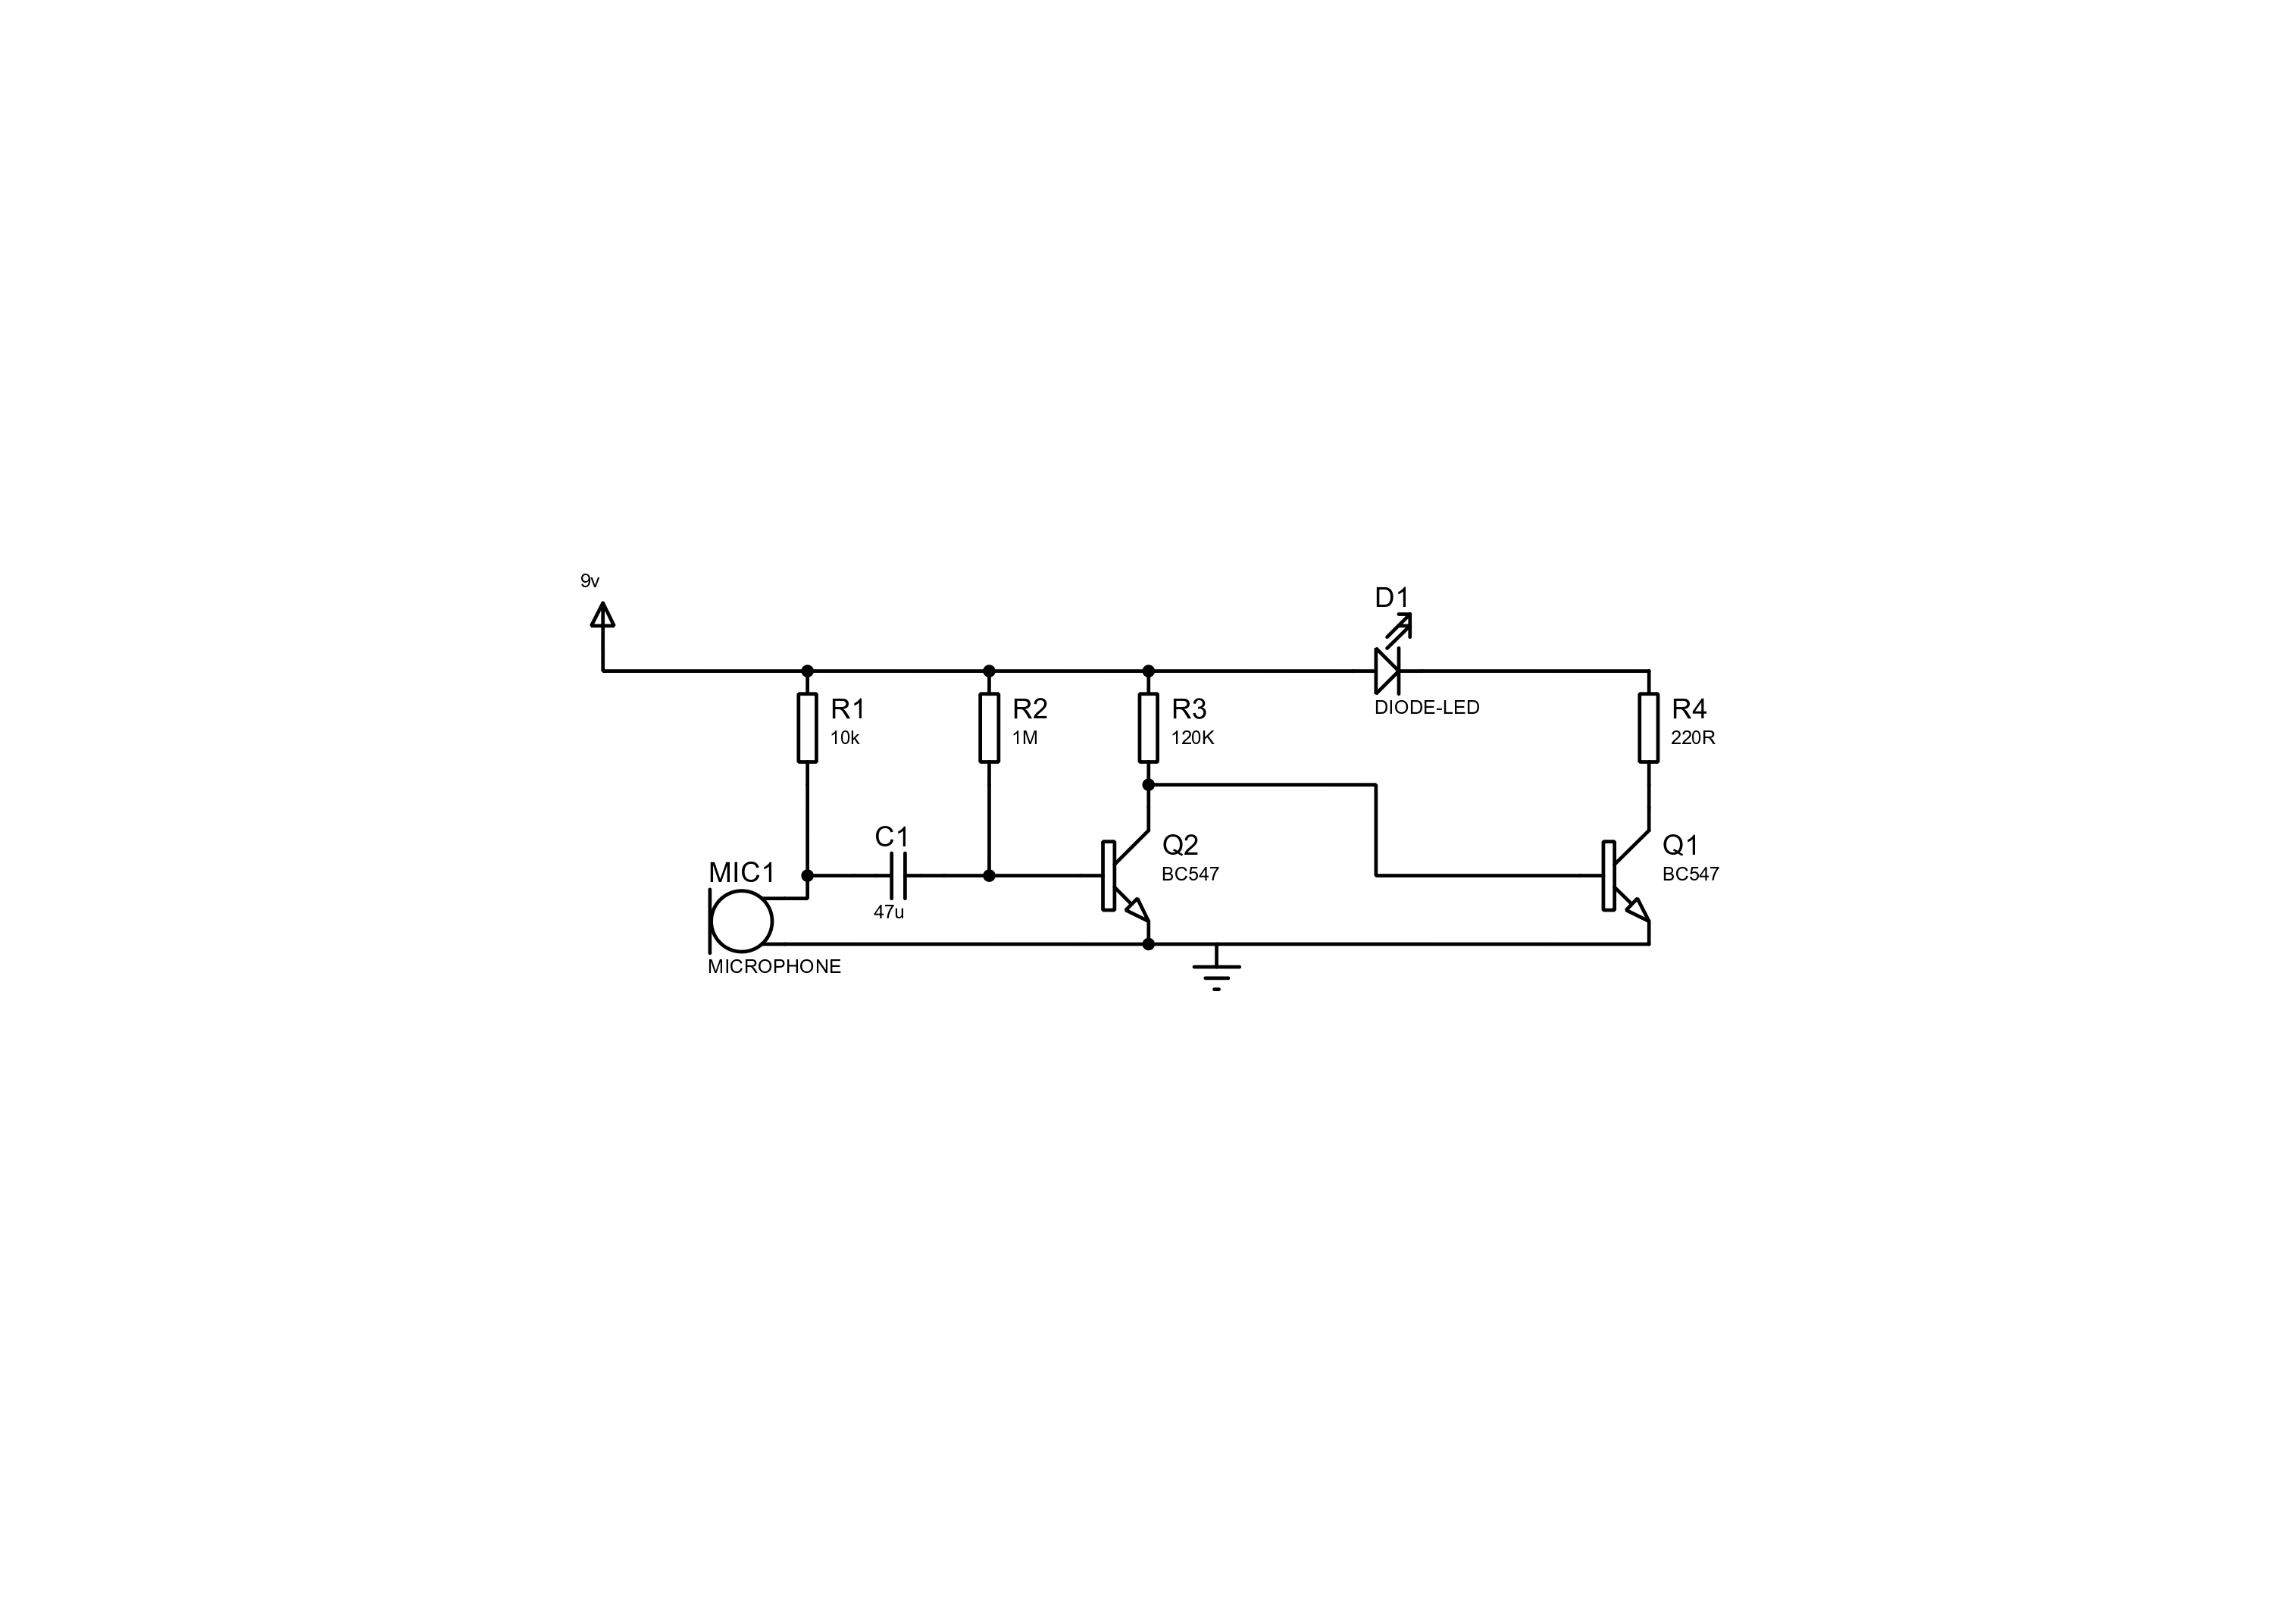 9v
D1
DIODE-LED
R1
10k
R2
1M
R3
120K
R4
220R
C1
47u
MIC1
MICROPHONE
Q2
BC547
Q1
BC547